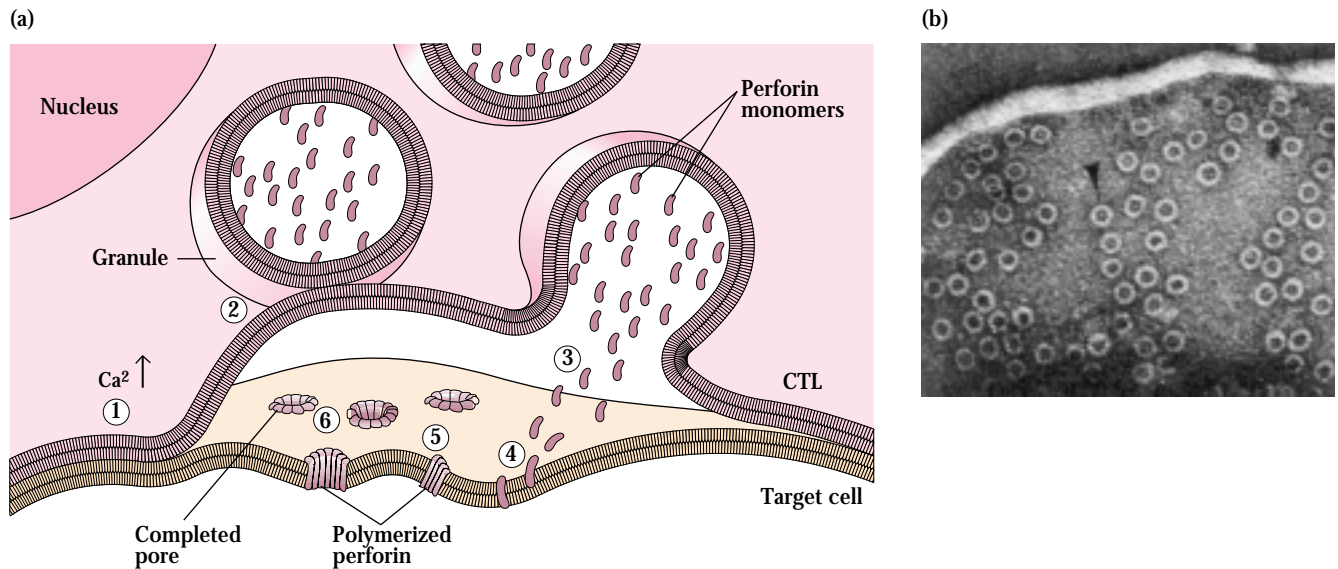 (a)
(b)
Nucleus
Perforin
monomers
Granule
2
3
Ca2
1
CTL
6
5
4
Target cell
Completed
pore
Polymerized
perforin